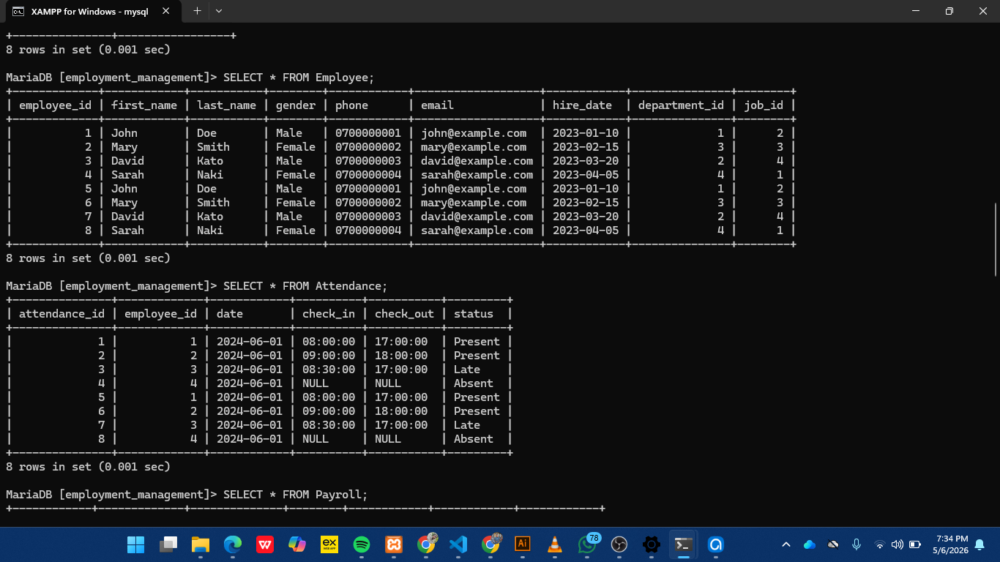 XAMPP for Windows - mysql
+---------------+-----------------+
8 rows in set (0.001 sec)
MariaDB [employment_management]> SELECT * FROM Employee;
+-------------+------------+-----------+--------+------------+-------------------+------------+---------------+--------+
| employee_id | first_name | last_name | gender | phone      | email             | hire_date  | department_id | job_id |
+-------------+------------+-----------+--------+------------+-------------------+------------+---------------+--------+
|           1 | John       | Doe       | Male   | 0700000001 | john@example.com  | 2023-01-10 |             1 |      2 |
|           2 | Mary       | Smith     | Female | 0700000002 | mary@example.com  | 2023-02-15 |             3 |      3 |
|           3 | David      | Kato      | Male   | 0700000003 | david@example.com | 2023-03-20 |             2 |      4 |
|           4 | Sarah      | Naki      | Female | 0700000004 | sarah@example.com | 2023-04-05 |             4 |      1 |
|           5 | John       | Doe       | Male   | 0700000001 | john@example.com  | 2023-01-10 |             1 |      2 |
|           6 | Mary       | Smith     | Female | 0700000002 | mary@example.com  | 2023-02-15 |             3 |      3 |
|           7 | David      | Kato      | Male   | 0700000003 | david@example.com | 2023-03-20 |             2 |      4 |
|           8 | Sarah      | Naki      | Female | 0700000004 | sarah@example.com | 2023-04-05 |             4 |      1 |
+-------------+------------+-----------+--------+------------+-------------------+------------+---------------+--------+
8 rows in set (0.001 sec)
MariaDB [employment_management]> SELECT * FROM Attendance;
+---------------+-------------+------------+----------+-----------+---------+
| attendance_id | employee_id | date       | check_in | check_out | status  |
+---------------+-------------+------------+----------+-----------+---------+
|             1 |           1 | 2024-06-01 | 08:00:00 | 17:00:00  | Present |
|             2 |           2 | 2024-06-01 | 09:00:00 | 18:00:00  | Present |
|             3 |           3 | 2024-06-01 | 08:30:00 | 17:00:00  | Late    |
|             4 |           4 | 2024-06-01 | NULL     | NULL      | Absent  |
|             5 |           1 | 2024-06-01 | 08:00:00 | 17:00:00  | Present |
|             6 |           2 | 2024-06-01 | 09:00:00 | 18:00:00  | Present |
|             7 |           3 | 2024-06-01 | 08:30:00 | 17:00:00  | Late    |
|             8 |           4 | 2024-06-01 | NULL     | NULL      | Absent  |
+---------------+-------------+------------+----------+-----------+---------+
8 rows in set (0.001 sec)
MariaDB [employment_management]> SELECT * FROM Payroll;
+------------+-------------+--------------+--------+------------+------------+------------+
ex
WEB APP
Ai
78
7:34 PM
5/6/2026